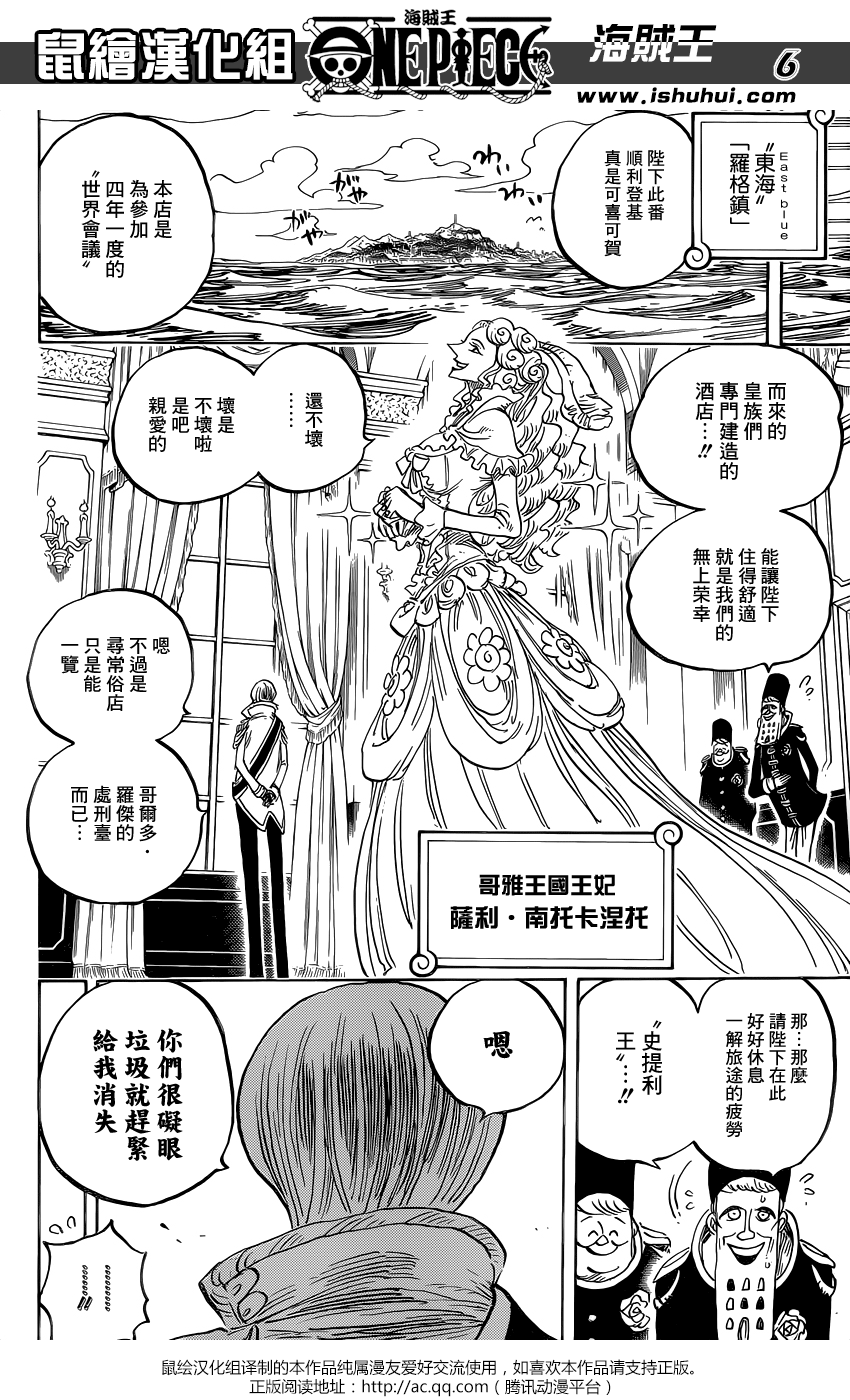 鼠繪漢化組
海賊王
ONE PIECE
海賊王
6
www.ishuhui.com
East blue
〝東海〞
「羅格鎮」
陛下此番
順利登基
真是可喜可賀
わい
わい
がや
がや
本店是
為參加
四年一度的
〝世界會議〞
而來的
皇族們
專門建造的
酒店…!!
能讓陛下
住得舒適
就是我們的
無上荣幸
還不壞
……
壞是
不壞啦
是吧
親愛的
嗯
不過是
尋常俗店
只是能
一覽
哥爾多·
羅傑的
處刑臺
而已…
哥雅王國王妃
薩利·南托卡涅托
那…那麼
請陛下在此
好好休息
一解旅途的疲勞
〝史提利
王〞…!!
嗯
你們很礙眼
垃圾就趕緊
給我消失
…………!!
鼠绘汉化组译制的本作品纯属漫友爱好交流使用，如喜欢本作品请支持正版。
正版阅读地址：http://ac.qq.com（腾讯动漫平台）